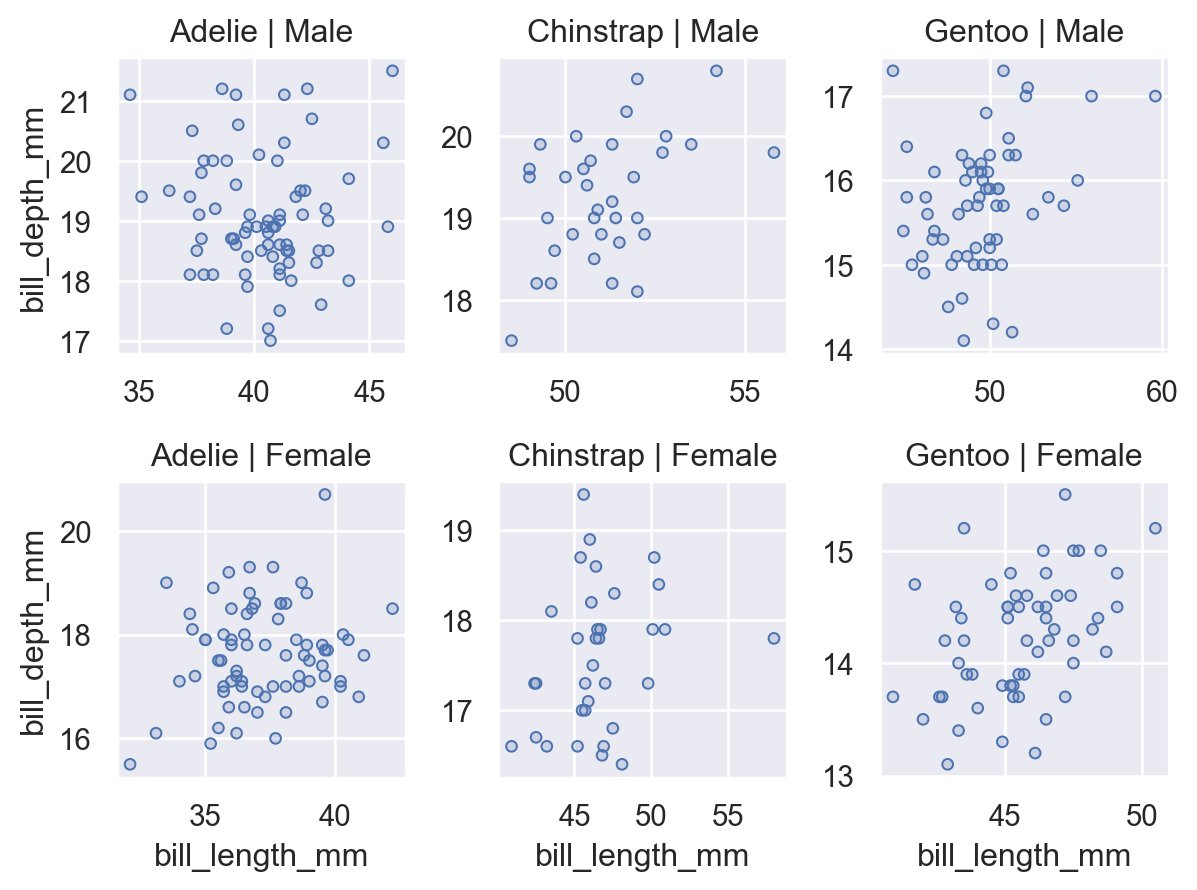 Adelie | Male
Chinstrap | Male
Gentoo | Male
bill_depth_mm
21
20
19
18
17
35 40 45
20
19
18
50 55
17
16
15
14
50 60
Adelie | Female
Chinstrap | Female
Gentoo | Female
bill_depth_mm
20
18
16
35 40
bill_length_mm
19
18
17
45 50 55
bill_length_mm
15
14
13
45 50
bill_length_mm